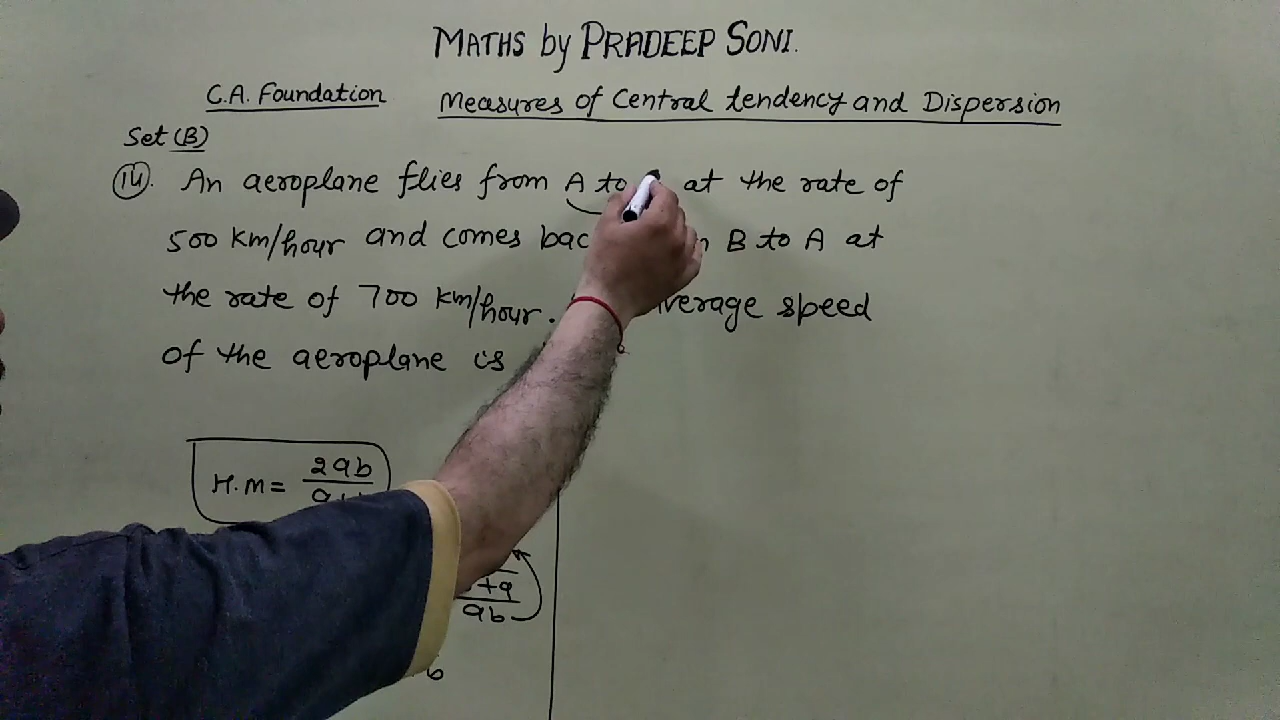 MATHS by PRADEEP SONI.
C.A. Foundation
Measures of Central tendency and Dispersion
Set (B)
(14). An aeroplane flies from A to at the rate of
500 km/hour and comes B to A at
the rate of 700 km/hour. speed
of the aeroplane is
H.M = 2ab
+a
ab